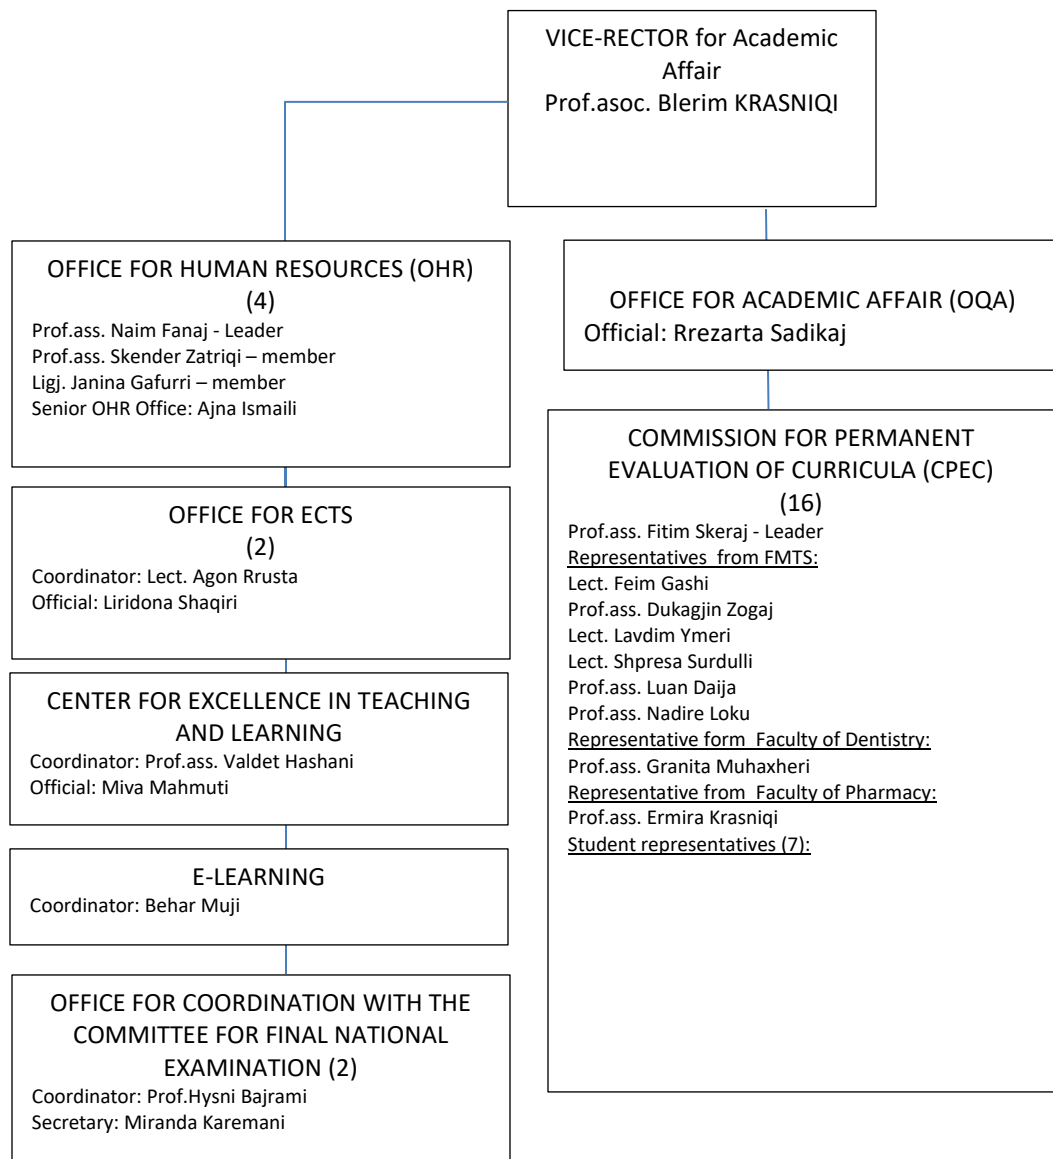 VICE-RECTOR for Academic
Affair
Prof.asoc. Blerim KRASNIQI
OFFICE FOR HUMAN RESOURCES (OHR)
(4)
Prof.ass. Naim Fanaj - Leader
Prof.ass. Skender Zatriqi – member
Ligj. Janina Gafurri – member
Senior OHR Office: Ajna Ismaili
OFFICE FOR ECTS
(2)
Coordinator: Lect. Agon Rrusta
Official: Liridona Shaqiri
CENTER FOR EXCELLENCE IN TEACHING
AND LEARNING
Coordinator: Prof.ass. Valdet Hashani
Official: Miva Mahmuti
E-LEARNING
Coordinator: Behar Muji
OFFICE FOR COORDINATION WITH THE
COMMITTEE FOR FINAL NATIONAL
EXAMINATION (2)
Coordinator: Prof.Hysni Bajrami
Secretary: Miranda Karemani
OFFICE FOR ACADEMIC AFFAIR (OQA)
Official: Rrezarta Sadikaj
COMMISSION FOR PERMANENT
EVALUATION OF CURRICULA (CPEC)
(16)
Prof.ass. Fitim Skeraj - Leader
Representatives  from FMTS:
Lect. Feim Gashi
Prof.ass. Dukagjin Zogaj
Lect. Lavdim Ymeri
Lect. Shpresa Surdulli
Prof.ass. Luan Daija
Prof.ass. Nadire Loku
Representative form  Faculty of Dentistry:
Prof.ass. Granita Muhaxheri
Representative from  Faculty of Pharmacy:
Prof.ass. Ermira Krasniqi
Student representatives (7):